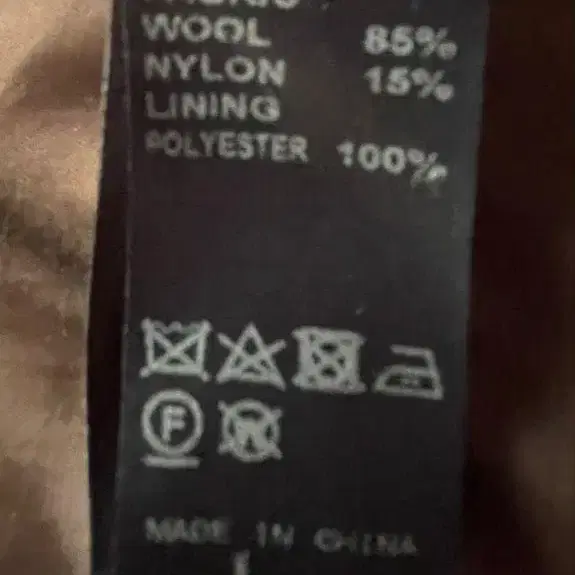 WOOL 85%
NYLON 15%
LINING
POLYESTER 100%
F W
MADE IN CHINA